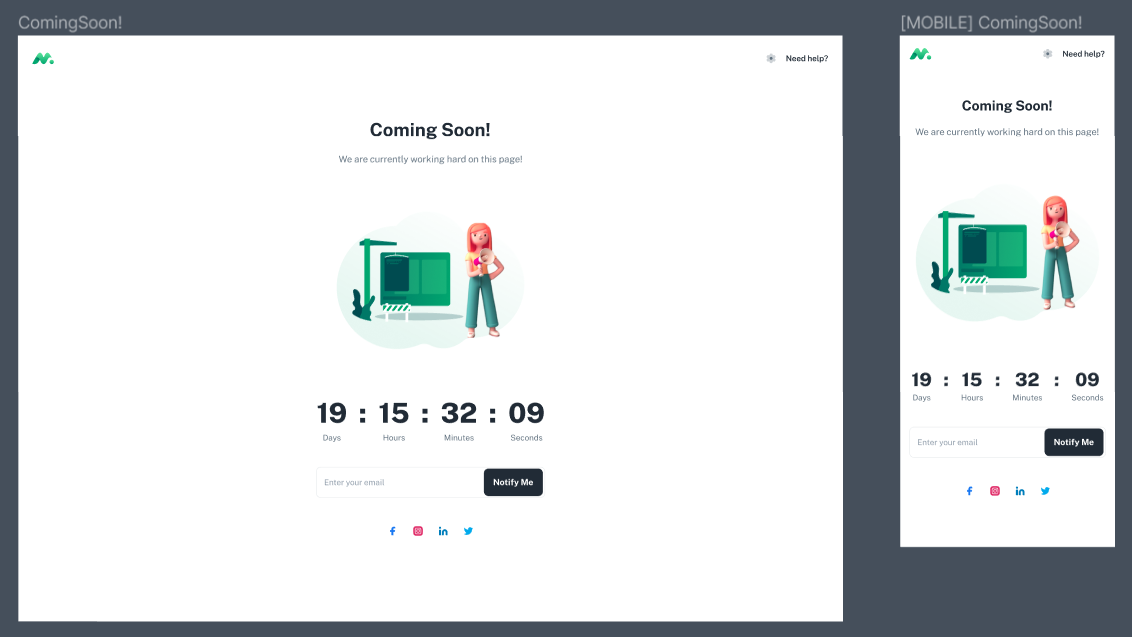 ComingSoon!
Need help?
Coming Soon!
We are currently working hard on this page!
19 : 15 : 32 : 09
Days Hours Minutes Seconds
Enter your email
Notify Me
[MOBILE] ComingSoon!
Need help?
Coming Soon!
We are currently working hard on this page!
19 : 15 : 32 : 09
Days Hours Minutes Seconds
Enter your email
Notify Me